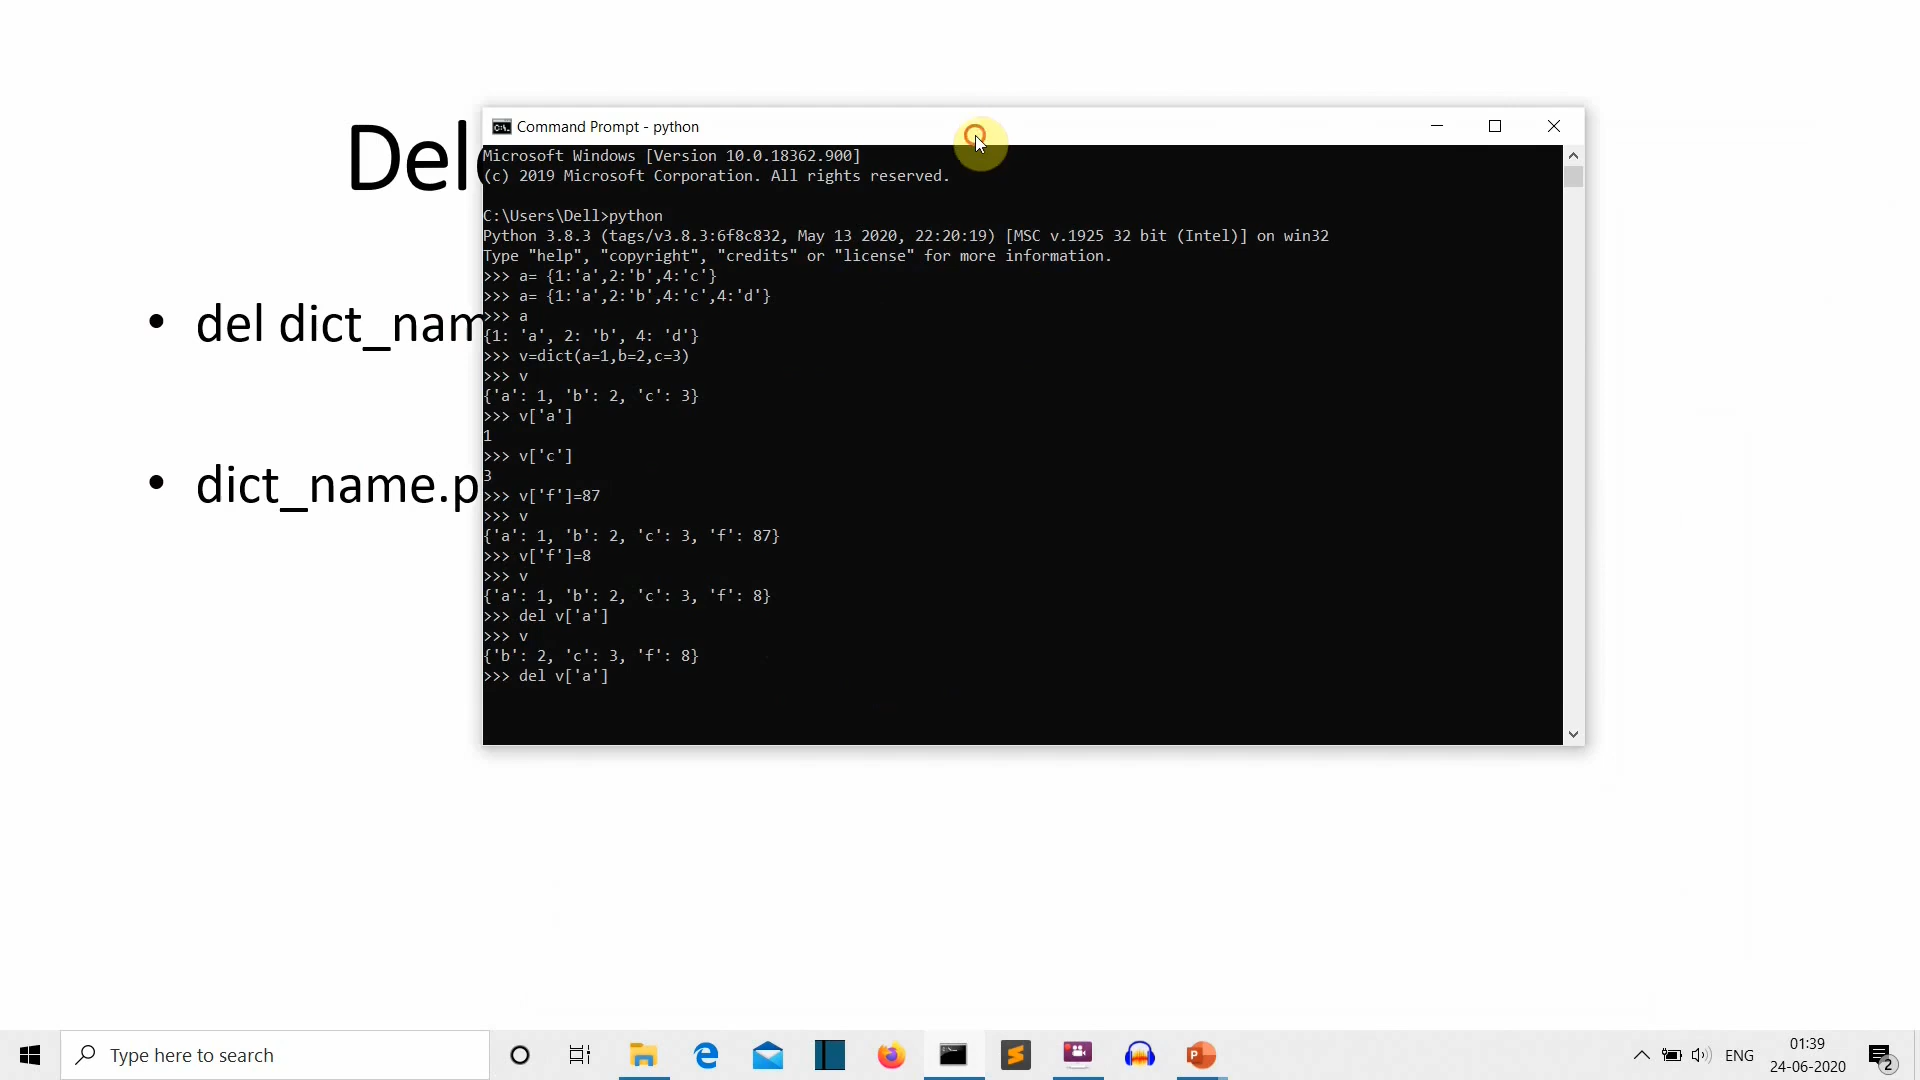 Del
• del dict_nam
• dict_name.p
Command Prompt - python
Microsoft Windows [Version 10.0.18362.900]
(c) 2019 Microsoft Corporation. All rights reserved.
C:\Users\Dell>python
Python 3.8.3 (tags/v3.8.3:6f8c832, May 13 2020, 22:20:19) [MSC v.1925 32 bit (Intel)] on win32
Type "help", "copyright", "credits" or "license" for more information.
>>> a= {1:'a',2:'b',4:'c'}
>>> a= {1:'a',2:'b',4:'c',4:'d'}
>>> a
{1: 'a', 2: 'b', 4: 'd'}
>>> v=dict(a=1,b=2,c=3)
>>> v
{'a': 1, 'b': 2, 'c': 3}
>>> v['a']
1
>>> v['c']
3
>>> v['f']=87
>>> v
{'a': 1, 'b': 2, 'c': 3, 'f': 87}
>>> v['f']=8
>>> v
{'a': 1, 'b': 2, 'c': 3, 'f': 8}
>>> del v['a']
>>> v
{'b': 2, 'c': 3, 'f': 8}
>>> del v['a']
Type here to search
ENG
01:39
24-06-2020
2